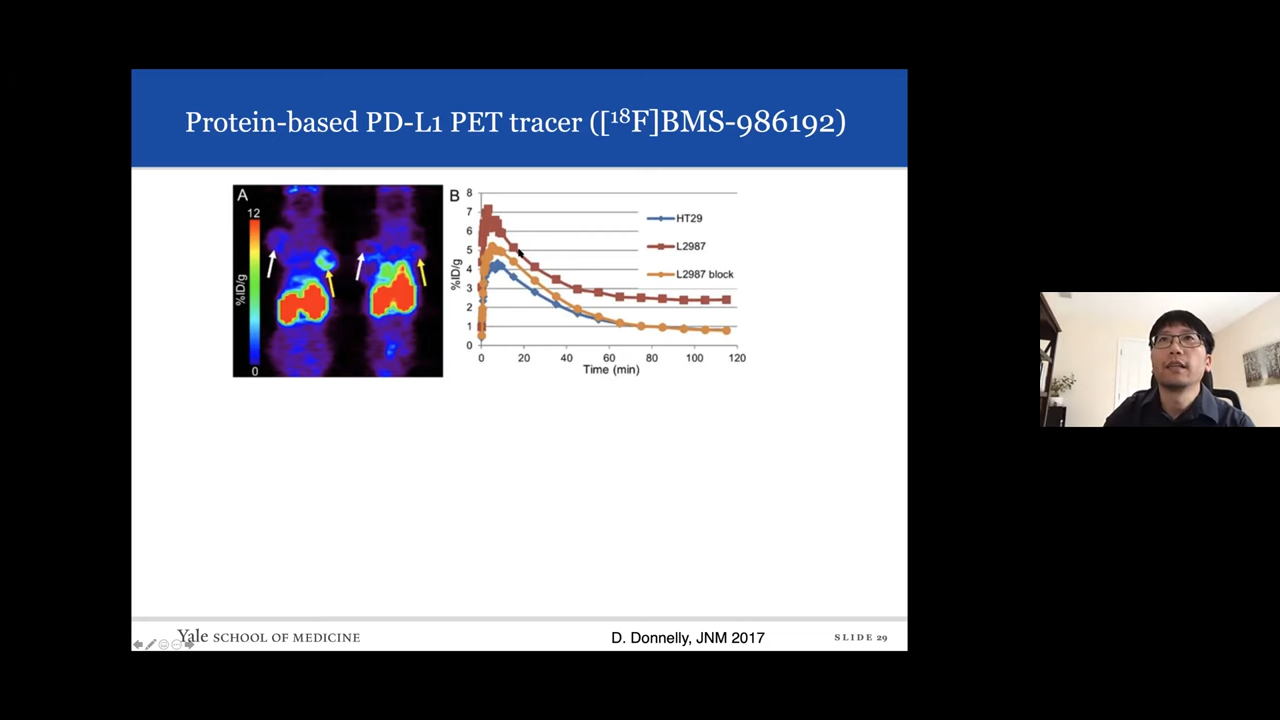 Protein-based PD-L1 PET tracer ([¹⁸F]BMS-986192)
A
12
%ID/g
0
B
8
7
6
5
4
3
2
1
0
%ID/g
HT29
L2987
L2987 block
0 20 40 60 80 100 120
Time (min)
Yale SCHOOL OF MEDICINE
D. Donnelly, JNM 2017
SLIDE 29